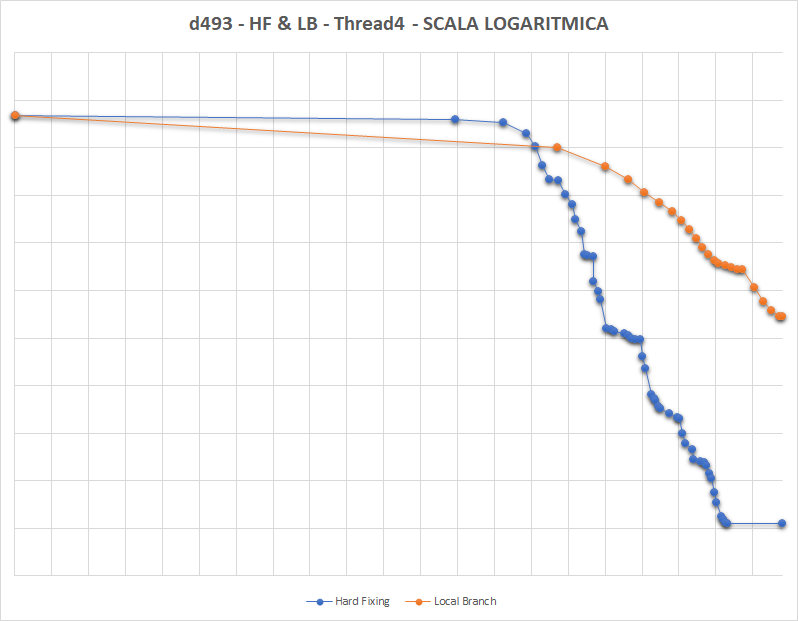 d493 - HF & LB - Thread4 - SCALA LOGARITMICA
Hard Fixing
Local Branch